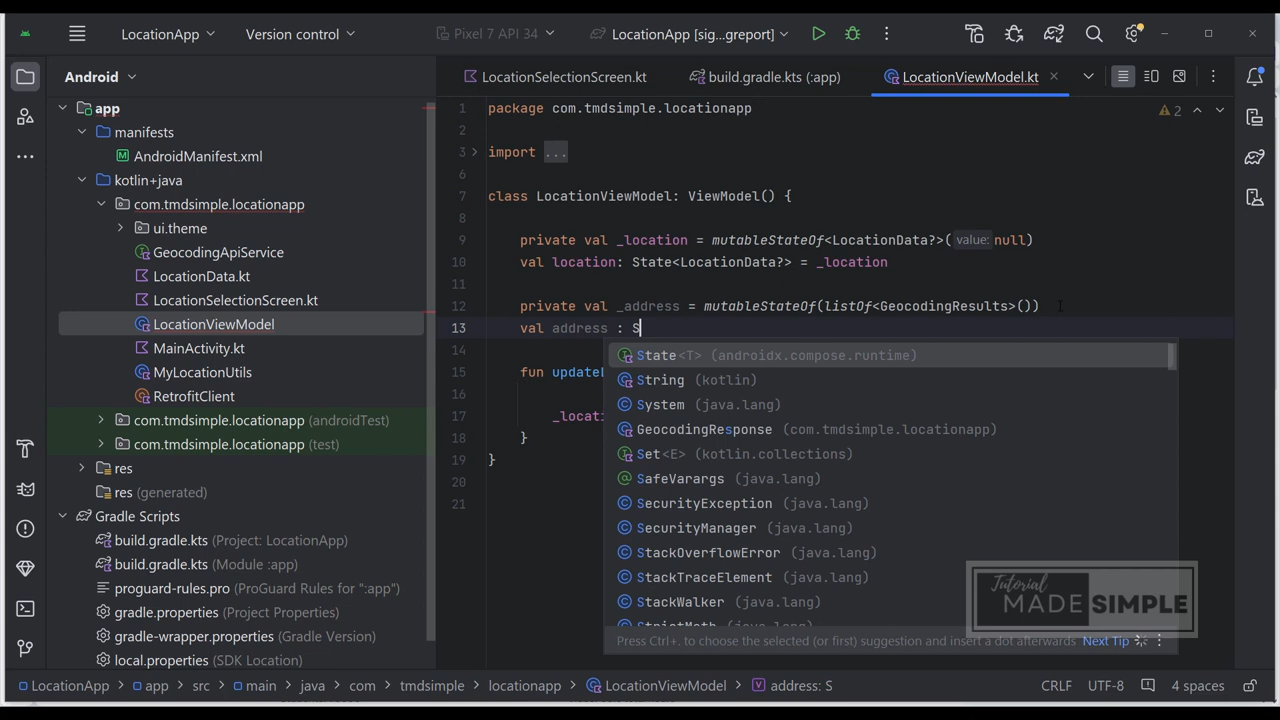 LocationApp
Version control
Pixel 7 API 34
LocationApp [sig...greport]
Android
LocationSelectionScreen.kt
build.gradle.kts (:app)
LocationViewModel.kt
app
manifests
AndroidManifest.xml
kotlin+java
com.tmdsimple.locationapp
ui.theme
GeocodingApiService
LocationData.kt
LocationSelectionScreen.kt
LocationViewModel
MainActivity.kt
MyLocationUtils
RetrofitClient
com.tmdsimple.locationapp (androidTest)
com.tmdsimple.locationapp (test)
res
res (generated)
Gradle Scripts
build.gradle.kts (Project: LocationApp)
build.gradle.kts (Module :app)
proguard-rules.pro (ProGuard Rules for ":app")
gradle.properties (Project Properties)
gradle-wrapper.properties (Gradle Version)
local.properties (SDK Location)
1 package com.tmdsimple.locationapp
2
3 import ...
6
7 class LocationViewModel: ViewModel() {
8
9 private val _location = mutableStateOf<LocationData?>( value: null)
10 val location: State<LocationData?> = _location
11
12 private val _address = mutableStateOf(listOf<GeocodingResults>())
13 val address : S
14
15 fun
16
17 _locati
18 }
19 }
20
21
2
State<T> (androidx.compose.runtime)
String (kotlin)
System (java.lang)
GeocodingResponse (com.tmdsimple.locationapp)
Set<E> (kotlin.collections)
SafeVarargs (java.lang)
SecurityException (java.lang)
SecurityManager (java.lang)
StackOverflowError (java.lang)
StackTraceElement (java.lang)
StackWalker (java.lang)
StrictMath (java.lang)
Press Ctrl+. to choose the selected (or first) suggestion and insert a dot afterwards Next Tip
Tutorial
MADE SIMPLE
LocationApp
app
src
main
java
com
tmdsimple
locationapp
LocationViewModel
address: S
CRLF
UTF-8
4 spaces